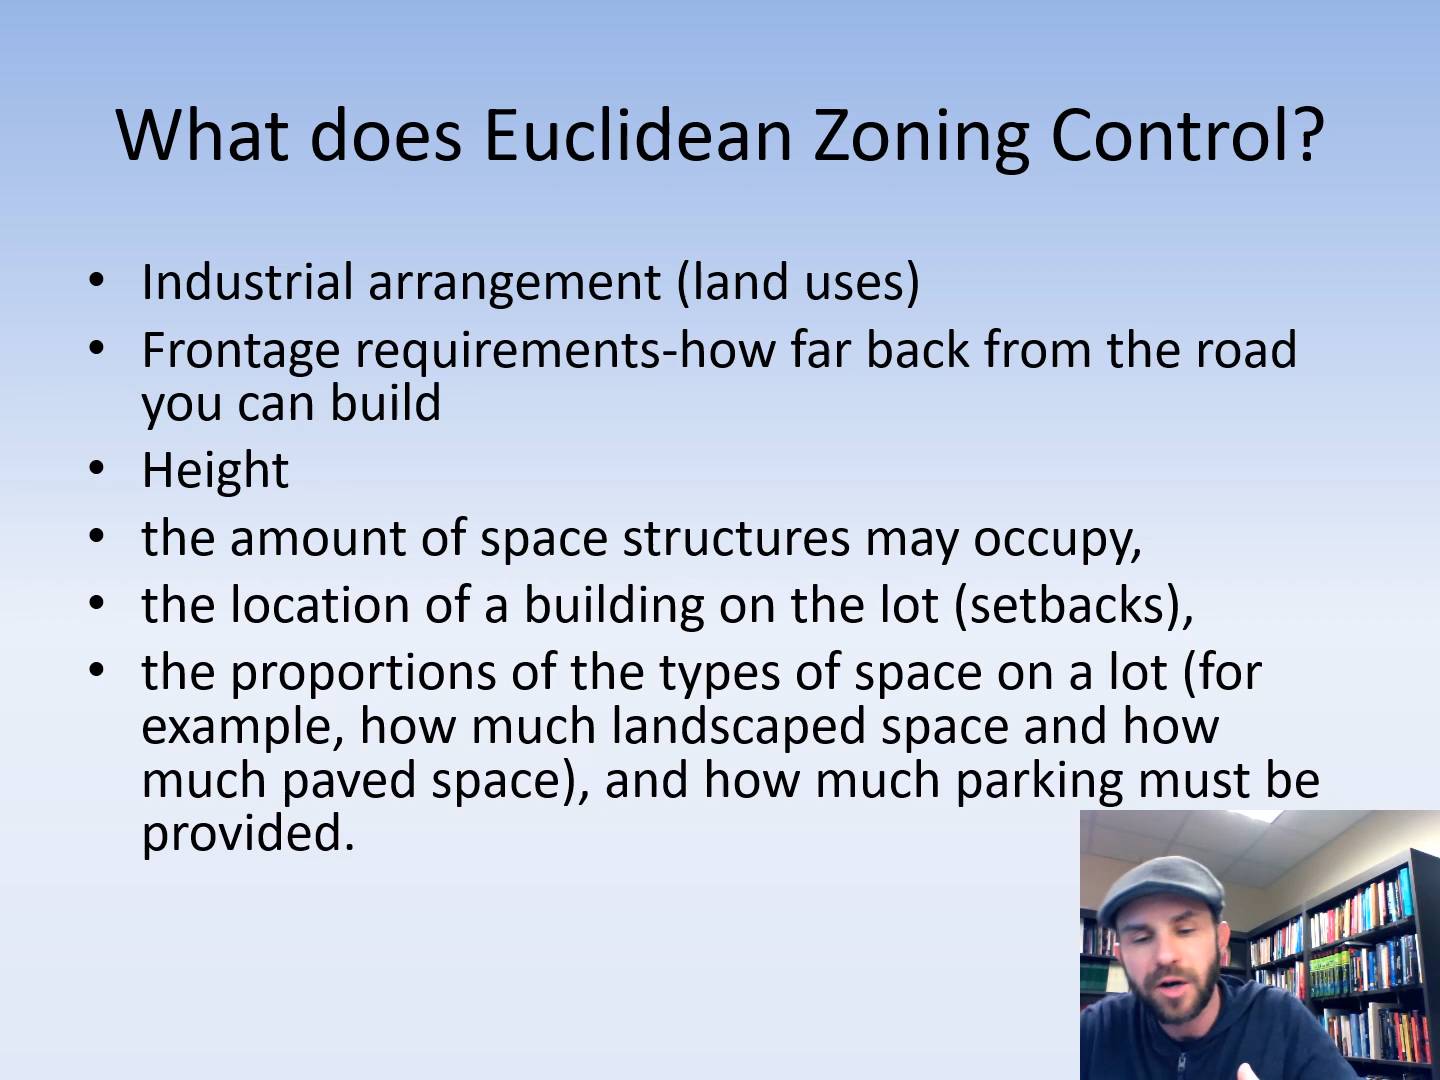 What does Euclidean Zoning Control?
• Industrial arrangement (land uses)
• Frontage requirements-how far back from the road
you can build
• Height
• the amount of space structures may occupy,
• the location of a building on the lot (setbacks),
• the proportions of the types of space on a lot (for
example, how much landscaped space and how
much paved space), and how much parking must be
provided.